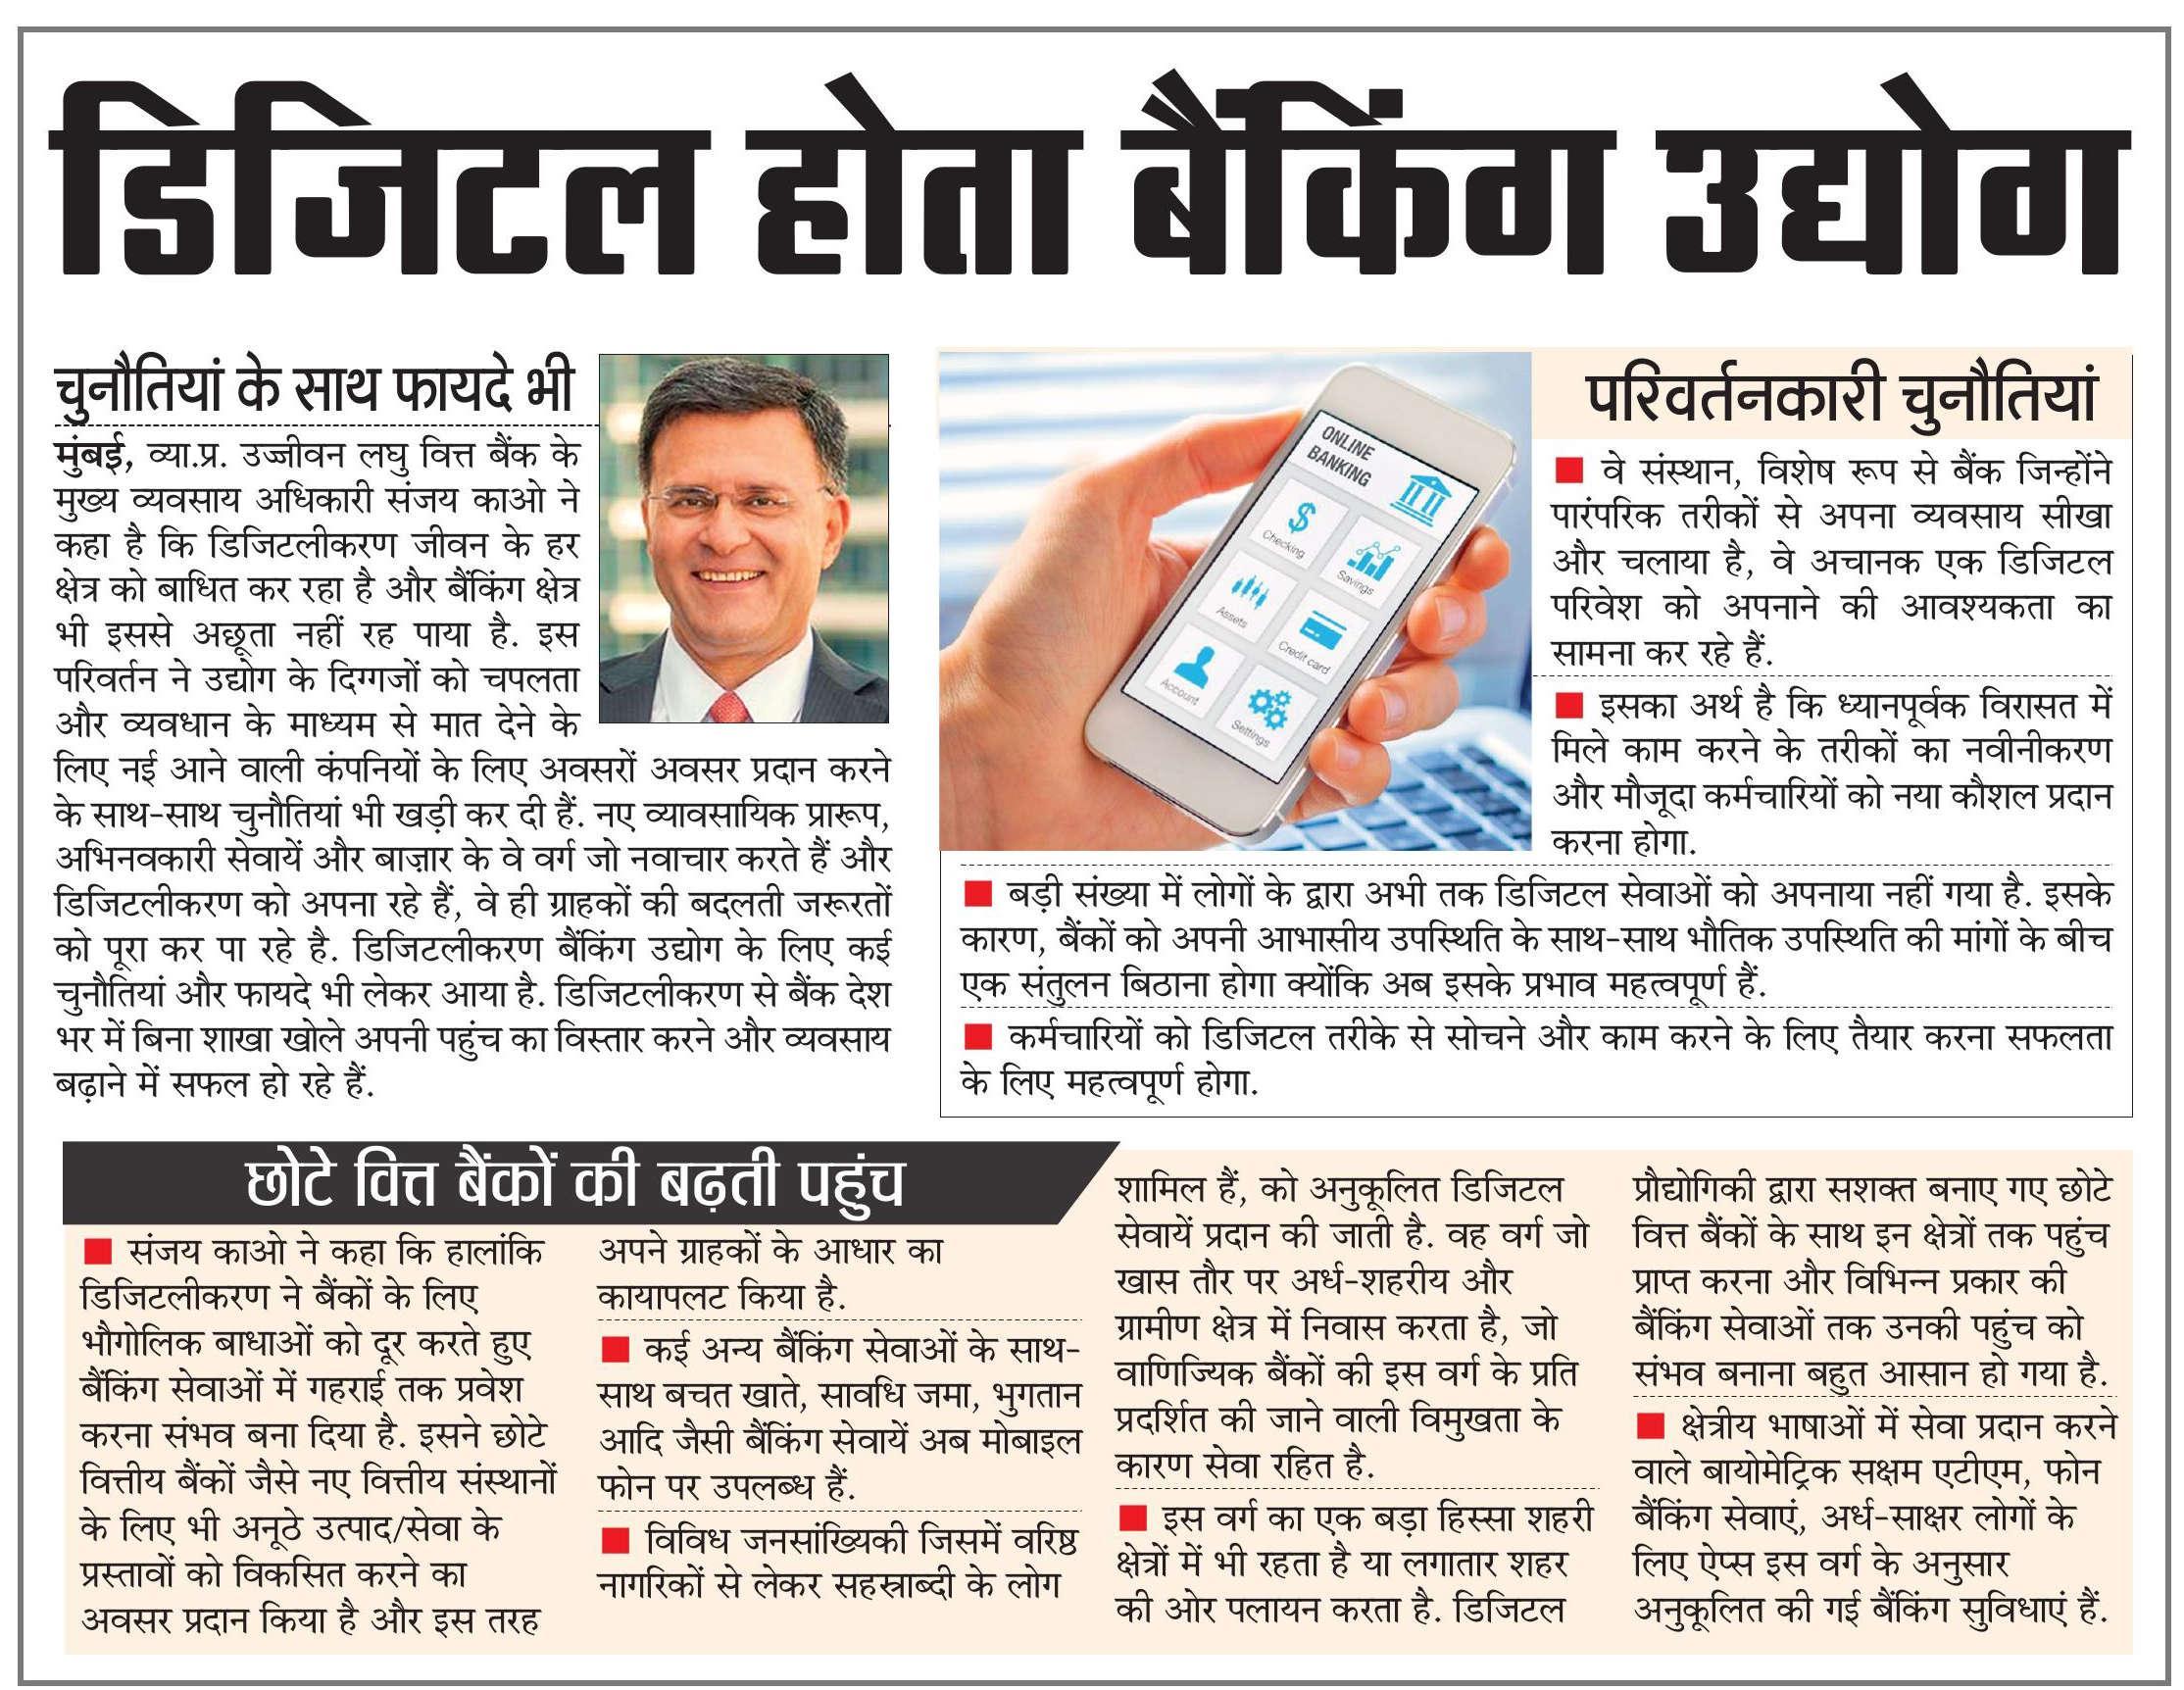 डिजिटल होता बैंकिंग उद्योग
चुनौतियां के साथ फायदे भी
मुंबई, व्या.प्र. उज्जीवन लघु वित्त बैंक के
मुख्य व्यवसाय अधिकारी संजय काओ ने
कहा है कि डिजिटलीकरण जीवन के हर
क्षेत्र को बाधित कर रहा है और बैंकिंग क्षेत्र
भी इससे अछूता नहीं रह पाया है. इस
परिवर्तन ने उद्योग के दिग्गजों को चपलता
और व्यवधान के माध्यम से मात देने के
लिए नई आने वाली कंपनियों के लिए अवसरों अवसर प्रदान करने
के साथ-साथ चुनौतियां भी खड़ी कर दी हैं. नए व्यावसायिक प्रारूप,
अभिनवकारी सेवायें और बाज़ार के वे वर्ग जो नवाचार करते हैं और
डिजिटलीकरण को अपना रहे हैं, वे ही ग्राहकों की बदलती जरूरतों
को पूरा कर पा रहे है. डिजिटलीकरण बैंकिंग उद्योग के लिए कई
चुनौतियां और फायदे भी लेकर आया है. डिजिटलीकरण से बैंक देश
भर में बिना शाखा खोले अपनी पहुंच का विस्तार करने और व्यवसाय
बढ़ाने में सफल हो रहे हैं.
ONLINE
BANKING
$
Checking
Savings
Assets
Credit card
Account
Settings
परिवर्तनकारी चुनौतियां
■ वे संस्थान, विशेष रूप से बैंक जिन्होंने
पारंपरिक तरीकों से अपना व्यवसाय सीखा
और चलाया है, वे अचानक एक डिजिटल
परिवेश को अपनाने की आवश्यकता का
सामना कर रहे हैं.
■ इसका अर्थ है कि ध्यानपूर्वक विरासत में
मिले काम करने के तरीकों का नवीनीकरण
और मौजूदा कर्मचारियों को नया कौशल प्रदान
करना होगा.
■ बड़ी संख्या में लोगों के द्वारा अभी तक डिजिटल सेवाओं को अपनाया नहीं गया है. इसके
कारण, बैंकों को अपनी आभासीय उपस्थिति के साथ-साथ भौतिक उपस्थिति की मांगों के बीच
एक संतुलन बिठाना होगा क्योंकि अब इसके प्रभाव महत्वपूर्ण हैं.
■ कर्मचारियों को डिजिटल तरीके से सोचने और काम करने के लिए तैयार करना सफलता
के लिए महत्वपूर्ण होगा.
छोटे वित्त बैंकों की बढ़ती पहुंच
■ संजय काओ ने कहा कि हालांकि
डिजिटलीकरण ने बैंकों के लिए
भौगोलिक बाधाओं को दूर करते हुए
बैंकिंग सेवाओं में गहराई तक प्रवेश
करना संभव बना दिया है. इसने छोटे
वित्तीय बैंकों जैसे नए वित्तीय संस्थानों
के लिए भी अनूठे उत्पाद/सेवा के
प्रस्तावों को विकसित करने का
अवसर प्रदान किया है और इस तरह
अपने ग्राहकों के आधार का
कायापलट किया है.
■ कई अन्य बैंकिंग सेवाओं के साथ-
साथ बचत खाते, सावधि जमा, भुगतान
आदि जैसी बैंकिंग सेवायें अब मोबाइल
फोन पर उपलब्ध हैं.
■ विविध जनसांख्यिकी जिसमें वरिष्ठ
नागरिकों से लेकर सहस्राब्दी के लोग
शामिल हैं, को अनुकूलित डिजिटल
सेवायें प्रदान की जाती है. वह वर्ग जो
खास तौर पर अर्ध-शहरीय और
ग्रामीण क्षेत्र में निवास करता है, जो
वाणिज्यिक बैंकों की इस वर्ग के प्रति
प्रदर्शित की जाने वाली विमुखता के
कारण सेवा रहित है.
■ इस वर्ग का एक बड़ा हिस्सा शहरी
क्षेत्रों में भी रहता है या लगातार शहर
की ओर पलायन करता है. डिजिटल
प्रौद्योगिकी द्वारा सशक्त बनाए गए छोटे
वित्त बैंकों के साथ इन क्षेत्रों तक पहुंच
प्राप्त करना और विभिन्न प्रकार की
बैंकिंग सेवाओं तक उनकी पहुंच को
संभव बनाना बहुत आसान हो गया है.
■ क्षेत्रीय भाषाओं में सेवा प्रदान करने
वाले बायोमेट्रिक सक्षम एटीएम, फोन
बैंकिंग सेवाएं, अर्ध-साक्षर लोगों के
लिए ऐप्स इस वर्ग के अनुसार
अनुकूलित की गई बैंकिंग सुविधाएं हैं.